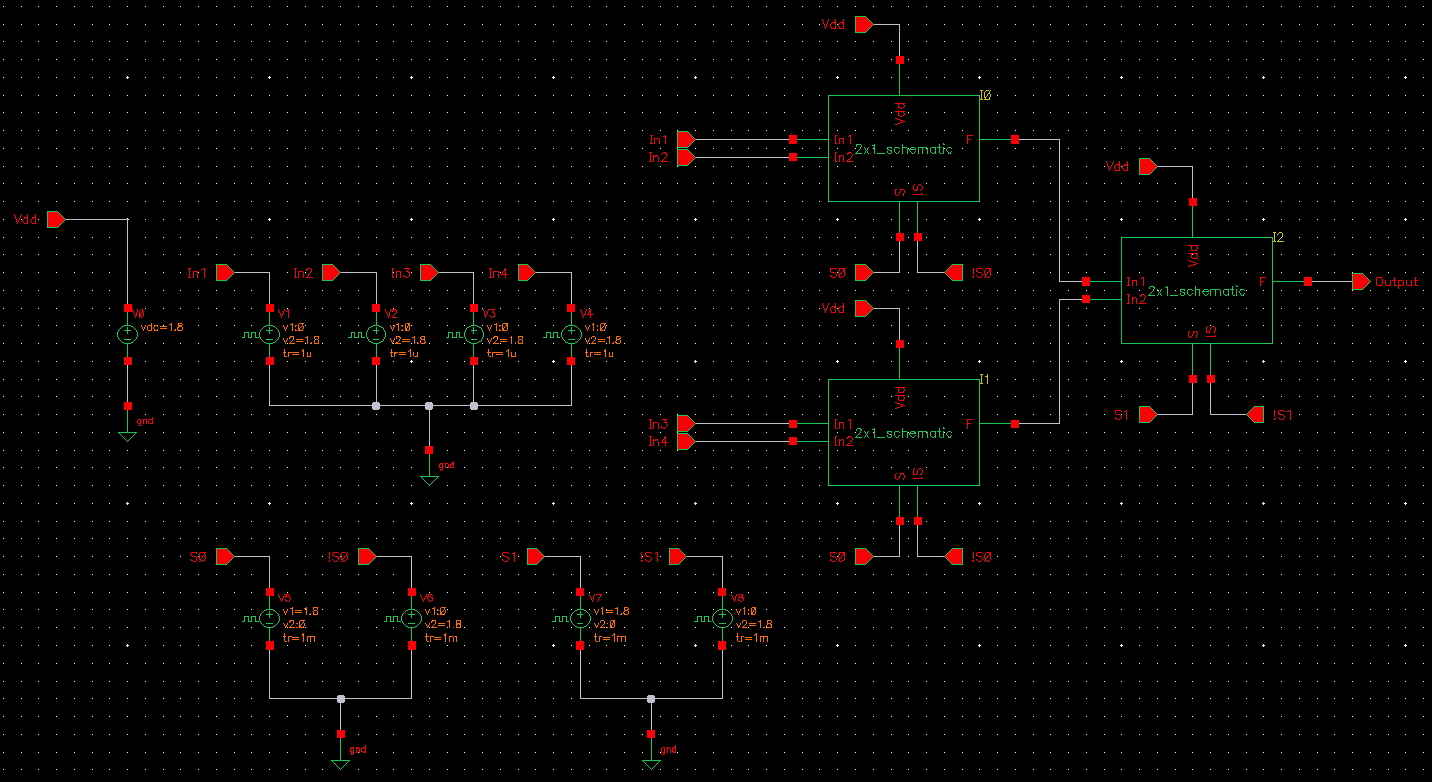 Vdd
I0
Vdd
In1
In2
In1
In2
2x1_schematic
F
S
!S
S0
!S0
Vdd
I2
Vdd
In1
In2
2x1_schematic
F
Output
S
!S
S1
!S1
Vdd
I1
Vdd
In3
In4
In1
In2
2x1_schematic
F
S
!S
S0
!S0
Vdd
V0
vdc=1.8
gnd
In1
In2
In3
In4
V1
v1:0
v2=1.8
tr=1u
V2
v1:0
v2=1.8
tr=1u
V3
v1:0
v2=1.8
tr=1u
V4
v1:0
v2=1.8
tr=1u
gnd
S0
!S0
S1
!S1
V5
v1=1.8
v2:0
tr=1m
V6
v1:0
v2=1.8
tr=1m
V7
v1=1.8
v2:0
tr=1m
V8
v1:0
v2=1.8
tr=1m
gnd
gnd